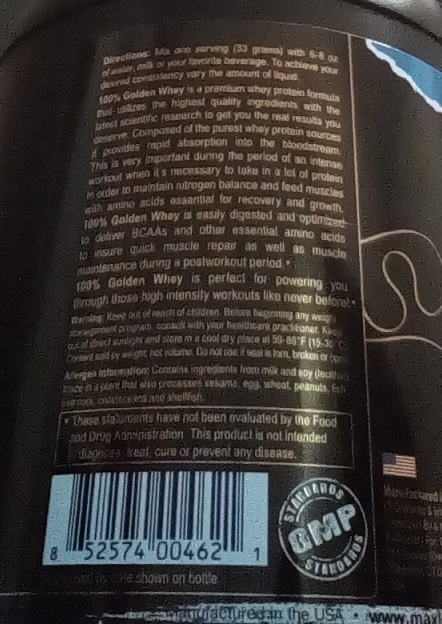 Directions: Mix one serving (33 grams) with 6-8 oz
of water, milk or your favorite beverage. To achieve your
desired consistency vary the amount of liquid.
100% Golden Whey is a premium whey protein formula
that utilizes the highest quality ingredients with the
latest scientific research to get you the real results you
deserve. Composed of the purest whey protein sources
it provides rapid absorption into the bloodstream.
This is very important during the period of an intense
workout when it's necessary to take in a lot of protein
in order to maintain nitrogen balance and feed muscles
with amino acids essential for recovery and growth.
100% Golden Whey is easily digested and optimized
to deliver BCAAs and other essential amino acids
to insure quick muscle repair as well as muscle
maintenance during a postworkout period.*
100% Golden Whey is perfect for powering you
through those high intensity workouts like never before!*
Warning: Keep out of reach of children. Before beginning any weight
management program, consult with your healthcare practitioner. Keep
out of direct sunlight and store in a cool dry place at 59-86°F (15-30°C).
Content sold by weight not volume. Do not use if seal is torn, broken or
Allergen Information: Contains ingredients from milk and soy (lecithin)
Made in a plant that also processes sesame, egg, wheat, peanuts, fish
crustaceans and shellfish.
* These statements have not been evaluated by the Food
and Drug Administration. This product is not intended
diagnose, treat, cure or prevent any disease.
8 52574 00462 1
STANDARDS
GMP
STANDARDS
shown on bottle
Manufactured
Manufactured in the USA • www.max